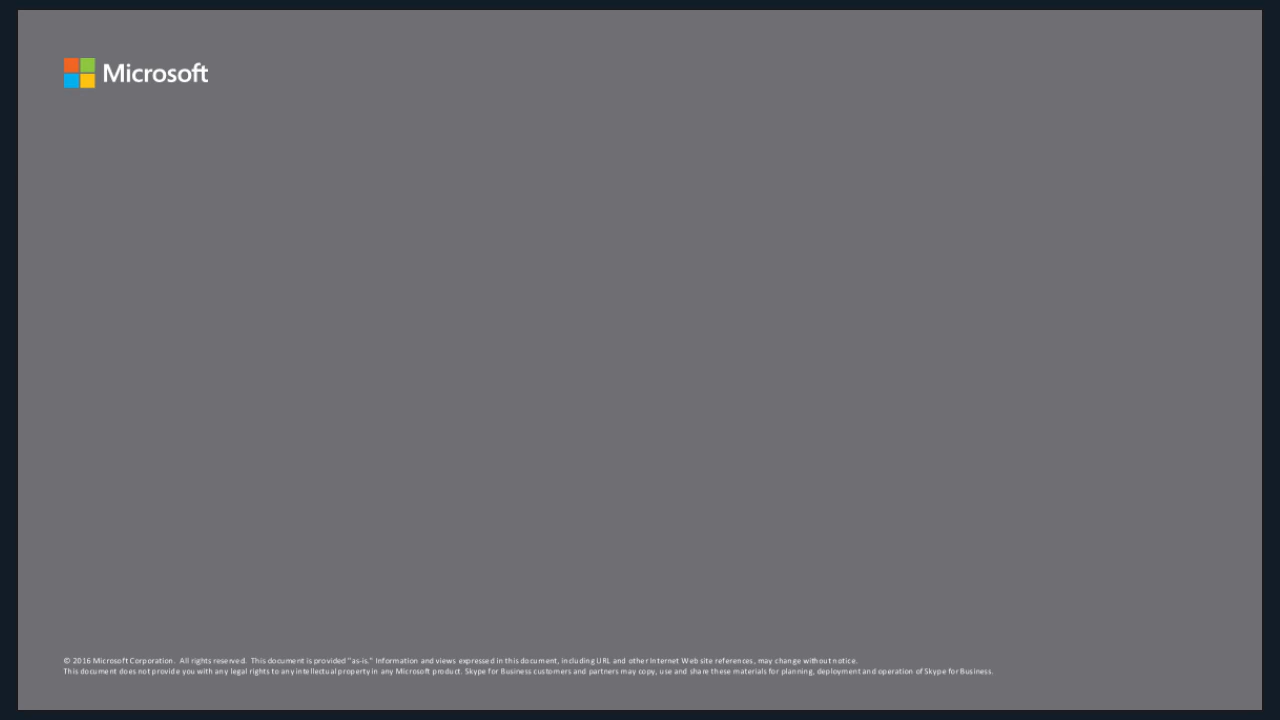 Microsoft
© 2016 Microsoft Corporation. All rights reserved. This document is provided "as-is." Information and views expressed in this document, including URL and other Internet Web site references, may change without notice.
This document does not provide you with any legal rights to any intellectual property in any Microsoft product. Skype for Business customers and partners may copy, use and share these materials for planning, deployment and operation of Skype for Business.